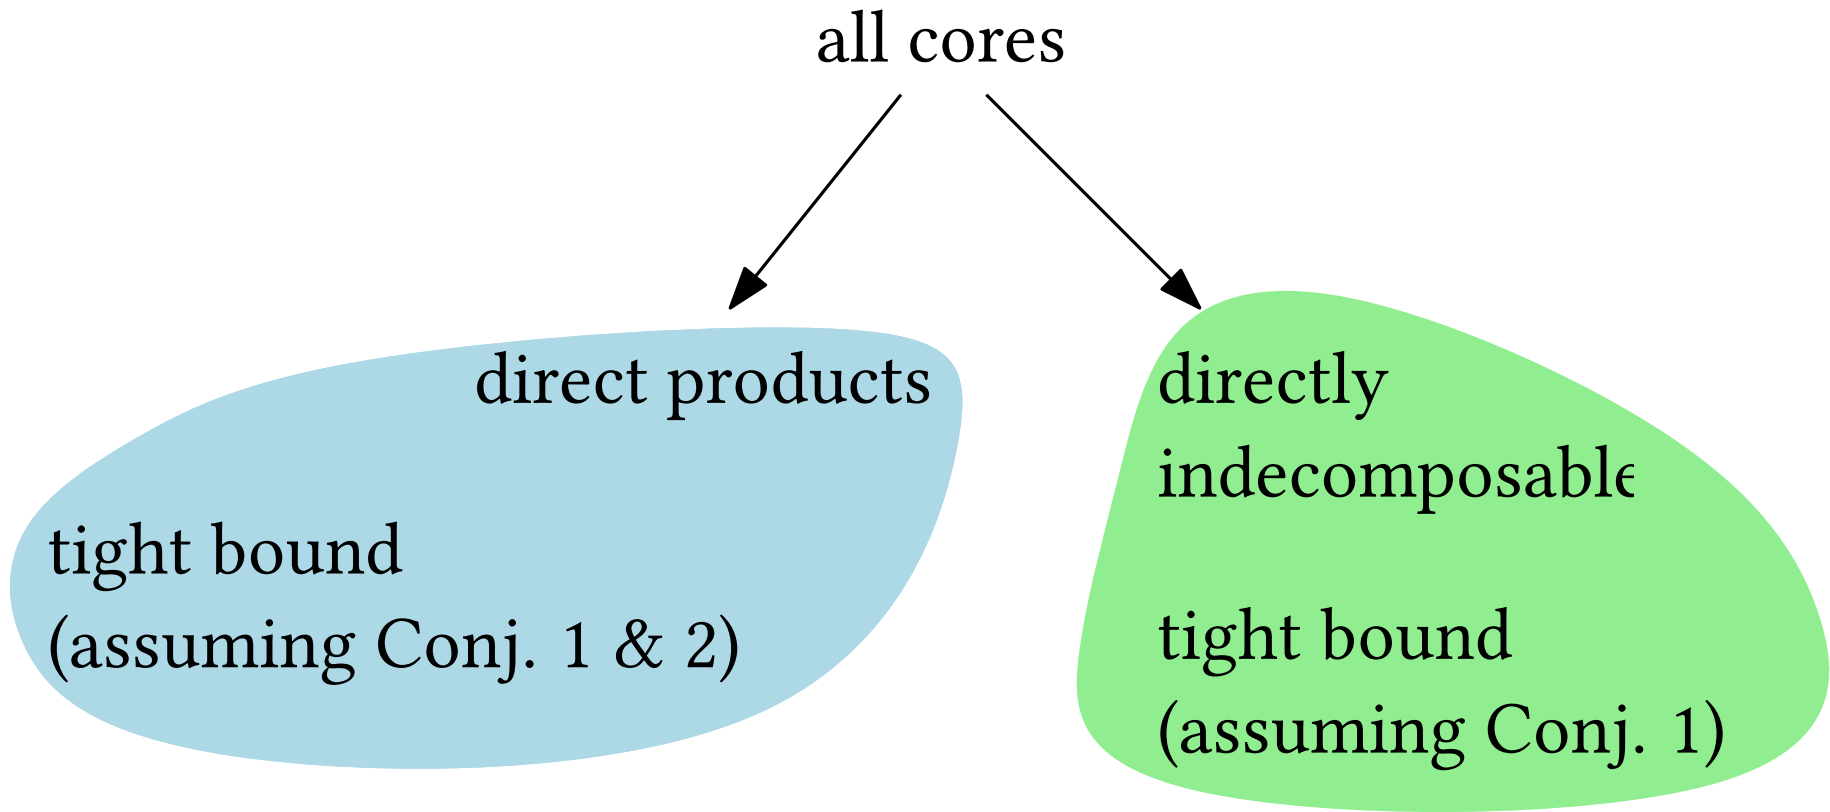 all cores
direct products
tight bound
(assuming Conj. 1 & 2)
directly
indecomposable
tight bound
(assuming Conj. 1)